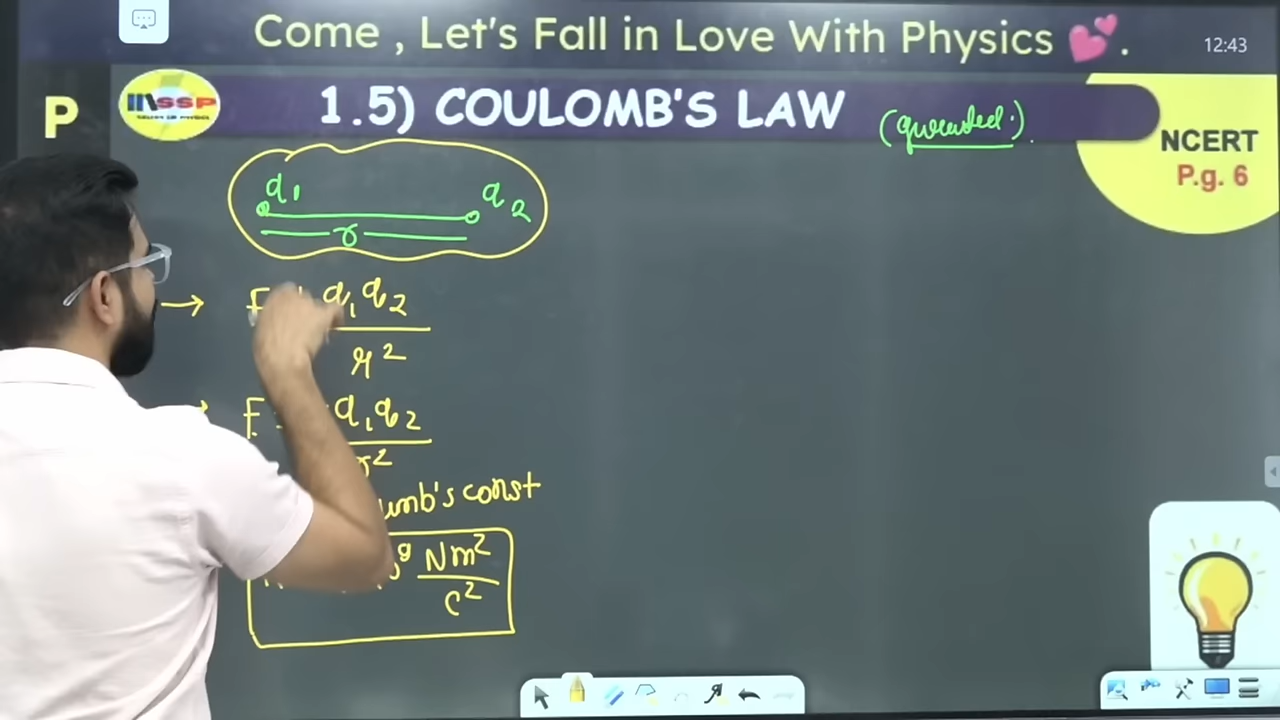 Come , Let's Fall in Love With Physics 💕.
12:43
P
SSP
1.5) COULOMB'S LAW
NCERT
P.g. 6
q₁
q₂
r
→ F q₁q₂
r²
F q₁q₂
r²
umb's const
Nm²
C²